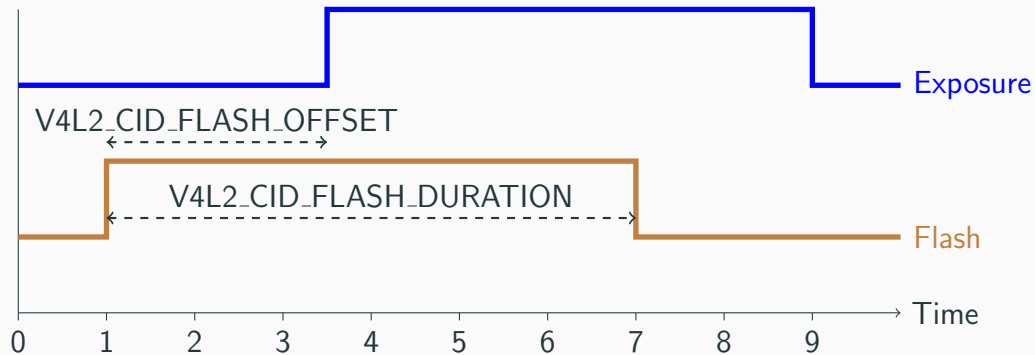 Exposure
V4L2_CID_FLASH_OFFSET
V4L2_CID_FLASH_DURATION
Flash
Time
0 1 2 3 4 5 6 7 8 9